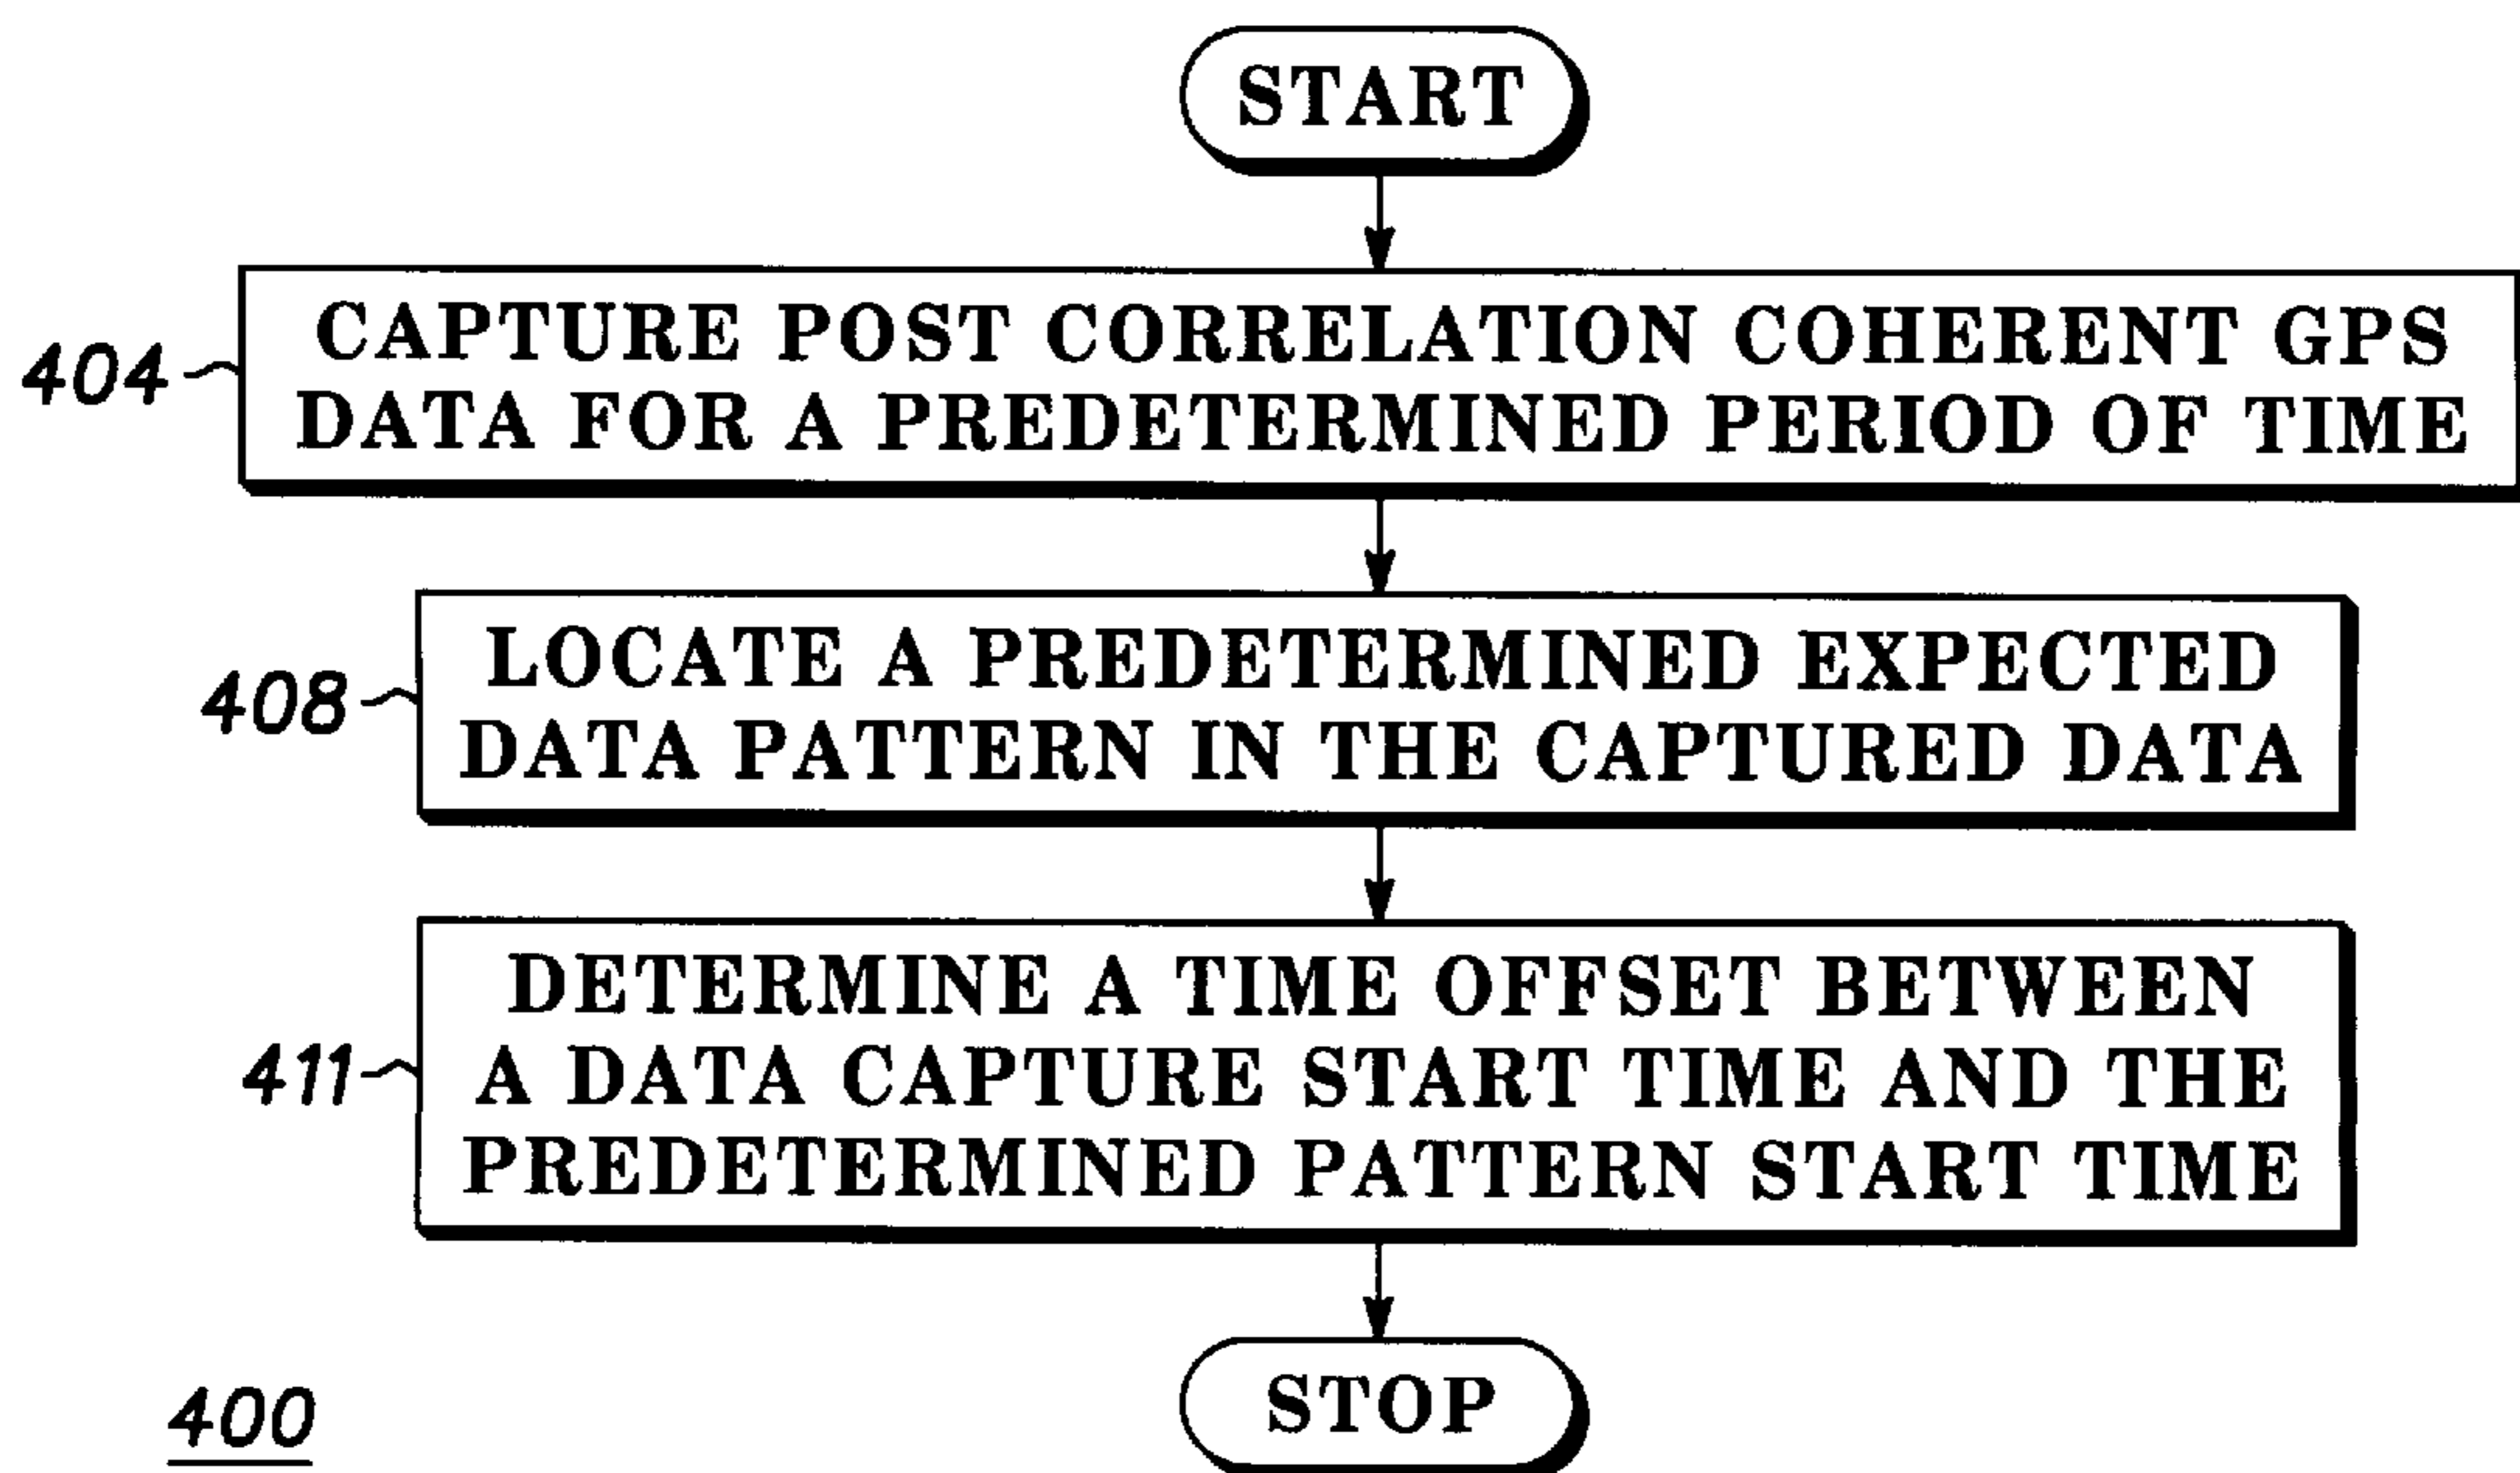 START
404
CAPTURE POST CORRELATION COHERENT GPS
DATA FOR A PREDETERMINED PERIOD OF TIME
408
LOCATE A PREDETERMINED EXPECTED
DATA PATTERN IN THE CAPTURED DATA
411
DETERMINE A TIME OFFSET BETWEEN
A DATA CAPTURE START TIME AND THE
PREDETERMINED PATTERN START TIME
STOP
400